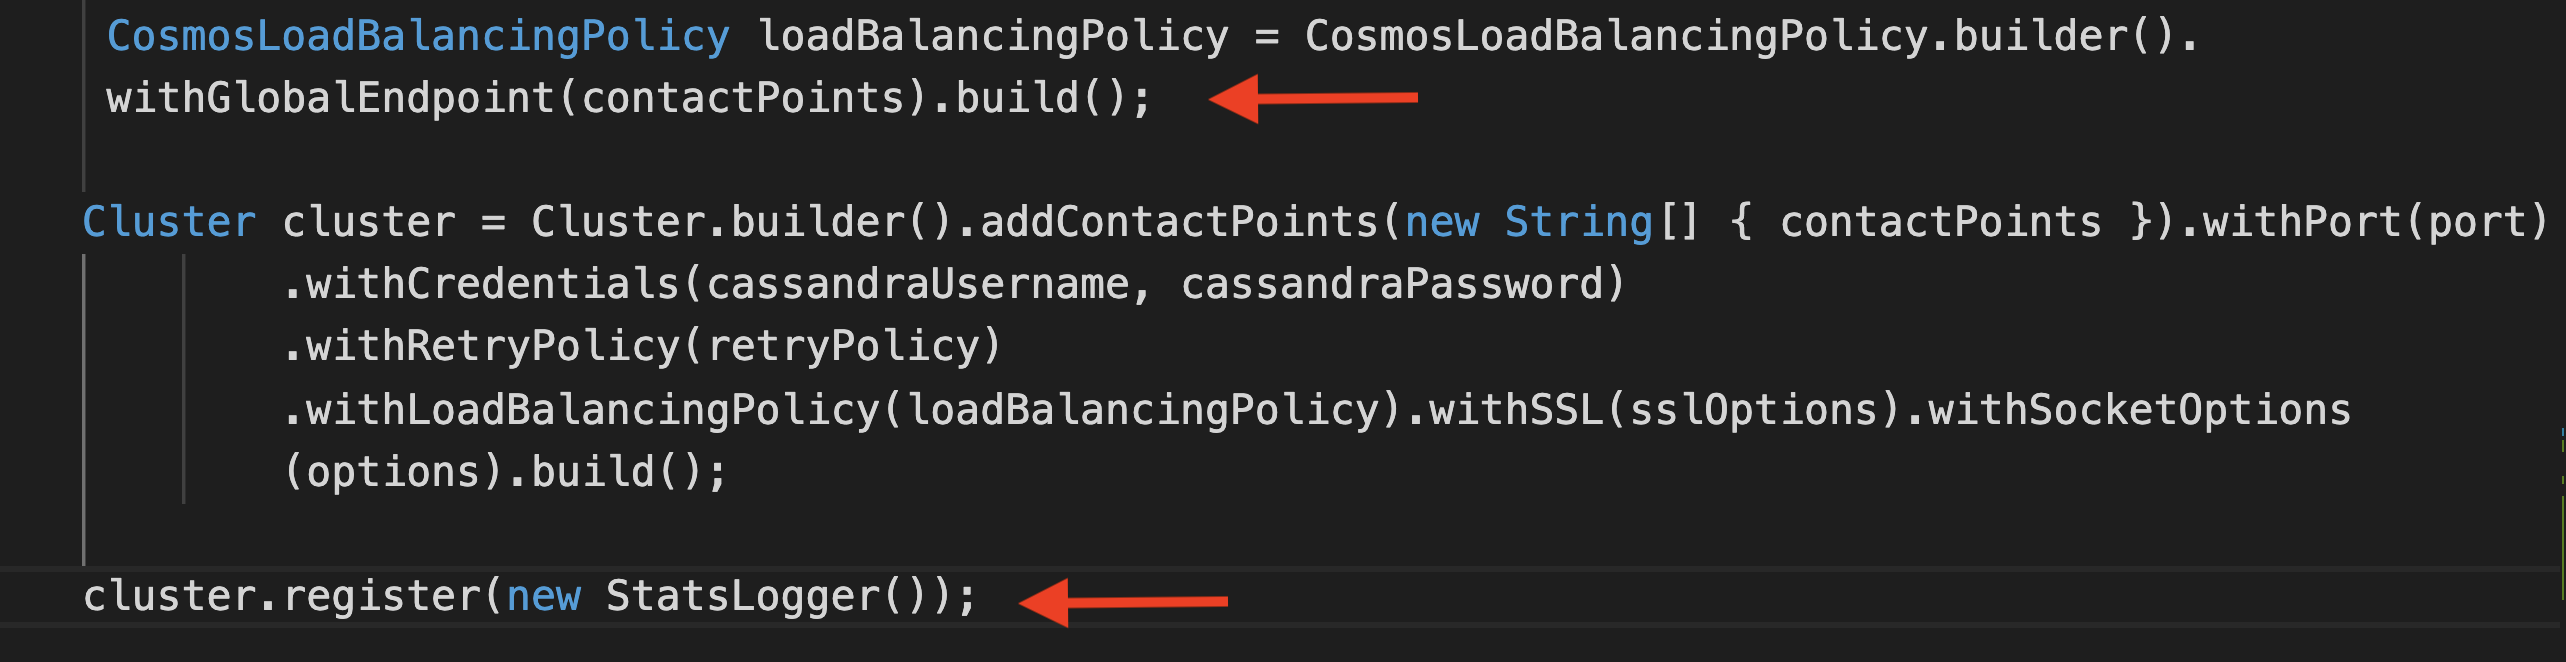 CosmosLoadBalancingPolicy loadBalancingPolicy = CosmosLoadBalancingPolicy.builder().
withGlobalEndpoint(contactPoints).build();
Cluster cluster = Cluster.builder().addContactPoints(new String[] { contactPoints }).withPort(port)
.withCredentials(cassandraUsername, cassandraPassword)
.withRetryPolicy(retryPolicy)
.withLoadBalancingPolicy(loadBalancingPolicy).withSSL(sslOptions).withSocketOptions
(options).build();
cluster.register(new StatsLogger());